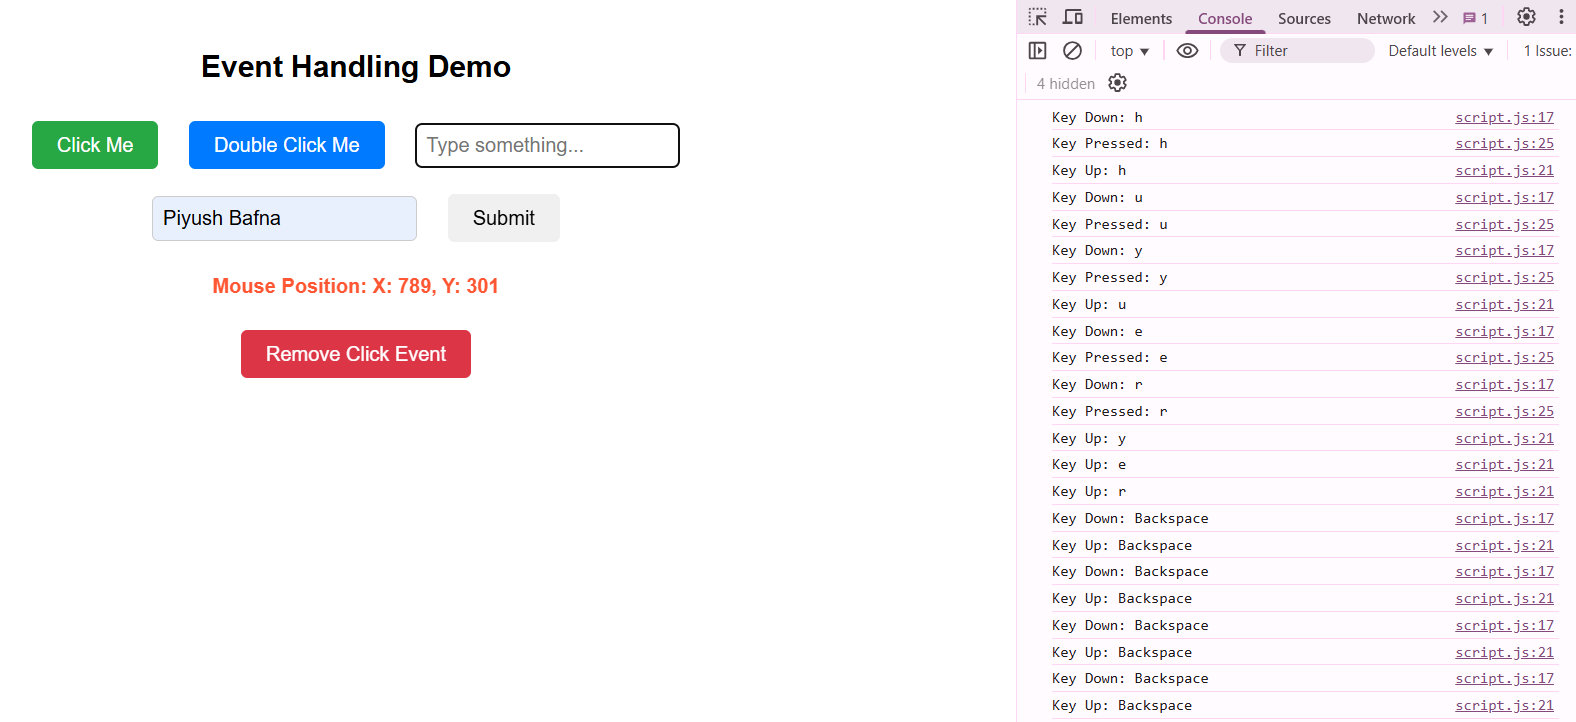 Event Handling Demo
Click Me
Double Click Me
Type something...
Piyush Bafna
Submit
Mouse Position: X: 789, Y: 301
Remove Click Event
Elements Console Sources Network 1
top Filter Default levels 1 Issue:
4 hidden
Key Down: h script.js:17
Key Pressed: h script.js:25
Key Up: h script.js:21
Key Down: u script.js:17
Key Pressed: u script.js:25
Key Down: y script.js:17
Key Pressed: y script.js:25
Key Up: u script.js:21
Key Down: e script.js:17
Key Pressed: e script.js:25
Key Down: r script.js:17
Key Pressed: r script.js:25
Key Up: y script.js:21
Key Up: e script.js:21
Key Up: r script.js:21
Key Down: Backspace script.js:17
Key Up: Backspace script.js:21
Key Down: Backspace script.js:17
Key Up: Backspace script.js:21
Key Down: Backspace script.js:17
Key Up: Backspace script.js:21
Key Down: Backspace script.js:17
Key Up: Backspace script.js:21